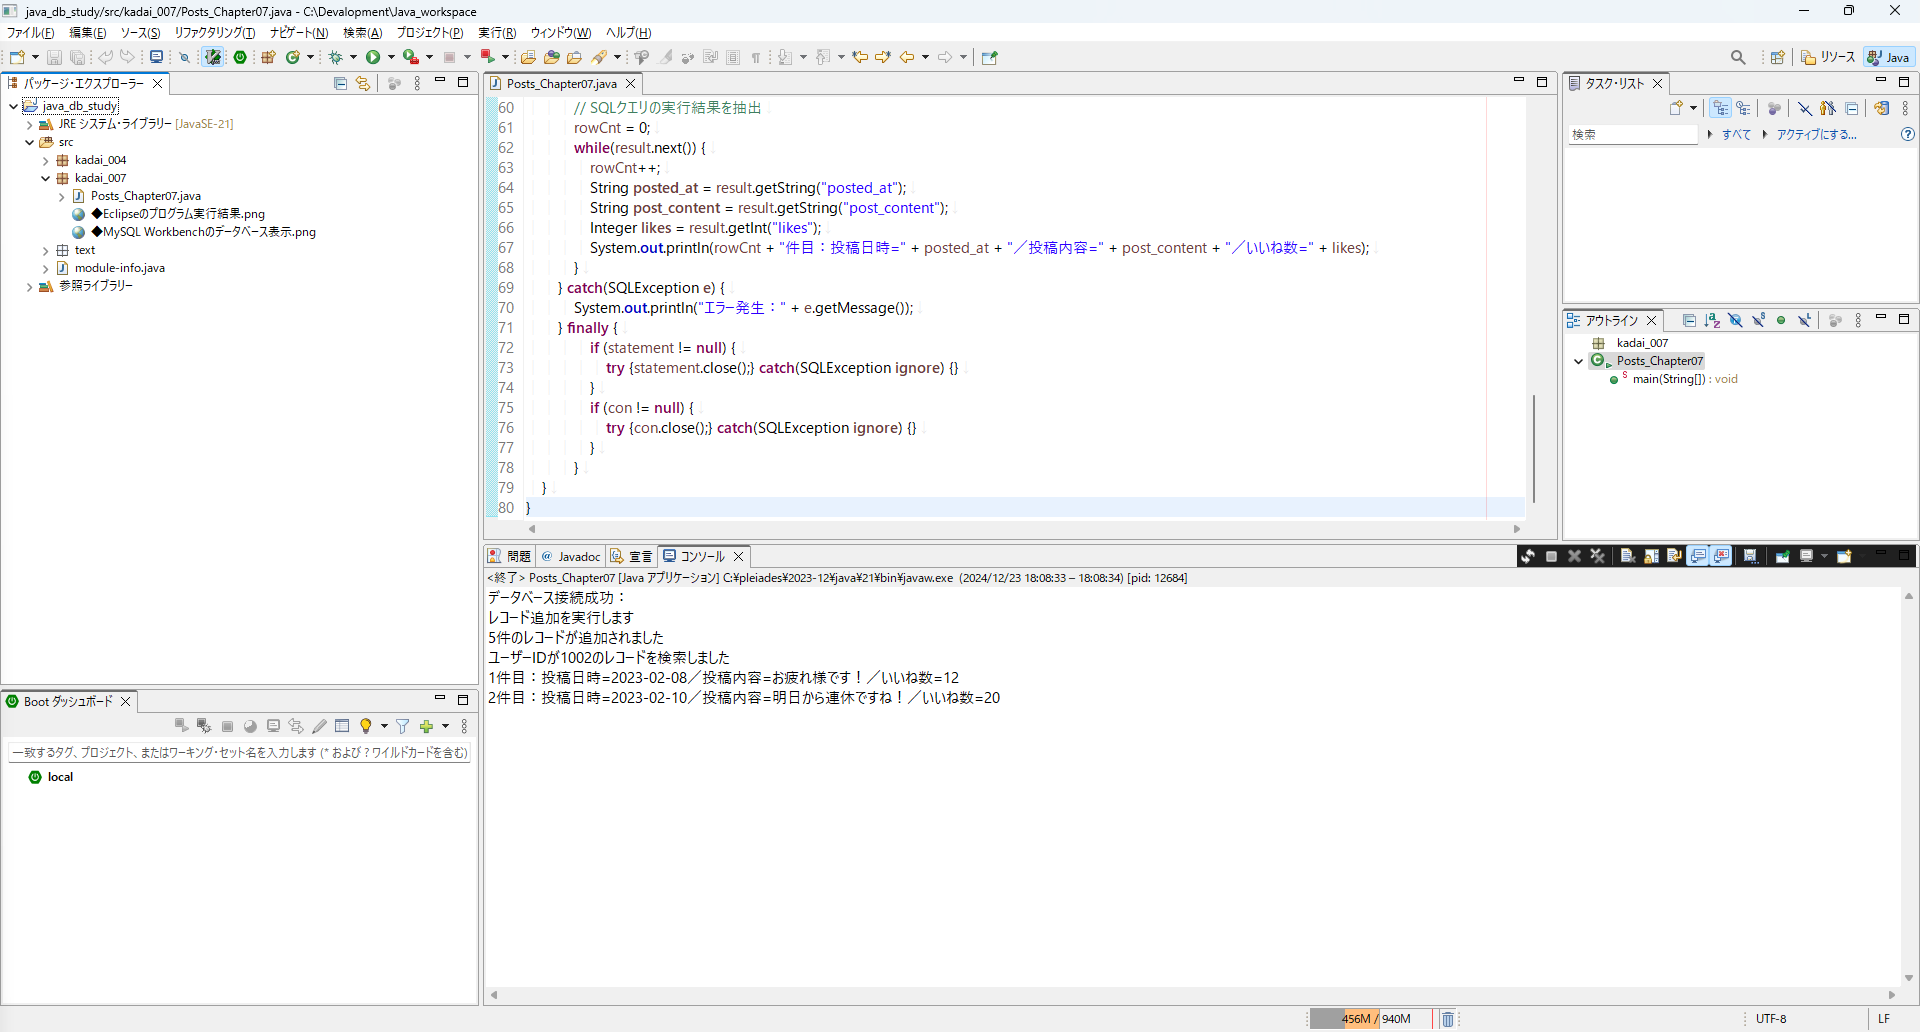 java_db_study/src/kadai_007/Posts_Chapter07.java - C:\Devalopment\Java_workspace
ファイル(F) 編集(E) ソース(S) リファクタリング(T) ナビゲート(N) 検索(A) プロジェクト(P) 実行(R) ウィンドウ(W) ヘルプ(H)
リソース Java
パッケージ・エクスプローラー
java_db_study
JRE システム・ライブラリー [JavaSE-21]
src
kadai_004
kadai_007
Posts_Chapter07.java
◆Eclipseのプログラム実行結果.png
◆MySQL Workbenchのデータベース表示.png
text
module-info.java
参照ライブラリー
Boot ダッシュボード
一致するタグ、プロジェクト、またはワーキング・セット名を入力します (* および ? ワイルドカードを含む)
local
Posts_Chapter07.java
60 // SQLクエリの実行結果を抽出
61 rowCnt = 0;
62 while(result.next()) {
63 rowCnt++;
64 String posted_at = result.getString("posted_at");
65 String post_content = result.getString("post_content");
66 Integer likes = result.getInt("likes");
67 System.out.println(rowCnt + "件目：投稿日時=" + posted_at + "／投稿内容=" + post_content + "／いいね数=" + likes);
68 }
69 } catch(SQLException e) {
70 System.out.println("エラー発生：" + e.getMessage());
71 } finally {
72 if (statement != null) {
73 try {statement.close();} catch(SQLException ignore) {}
74 }
75 if (con != null) {
76 try {con.close();} catch(SQLException ignore) {}
77 }
78 }
79 }
80 }
問題 @ Javadoc 宣言 コンソール
<終了> Posts_Chapter07 [Java アプリケーション] C:¥pleiades¥2023-12¥java¥21¥bin¥javaw.exe (2024/12/23 18:08:33 – 18:08:34) [pid: 12684]
データベース接続成功：
レコード追加を実行します
5件のレコードが追加されました
ユーザーIDが1002のレコードを検索しました
1件目：投稿日時=2023-02-08／投稿内容=お疲れ様です！／いいね数=12
2件目：投稿日時=2023-02-10／投稿内容=明日から連休ですね！／いいね数=20
タスク・リスト
検索 すべて アクティブにする...
アウトライン
kadai_007
Posts_Chapter07
main(String[]) : void
456M / 940M UTF-8 LF